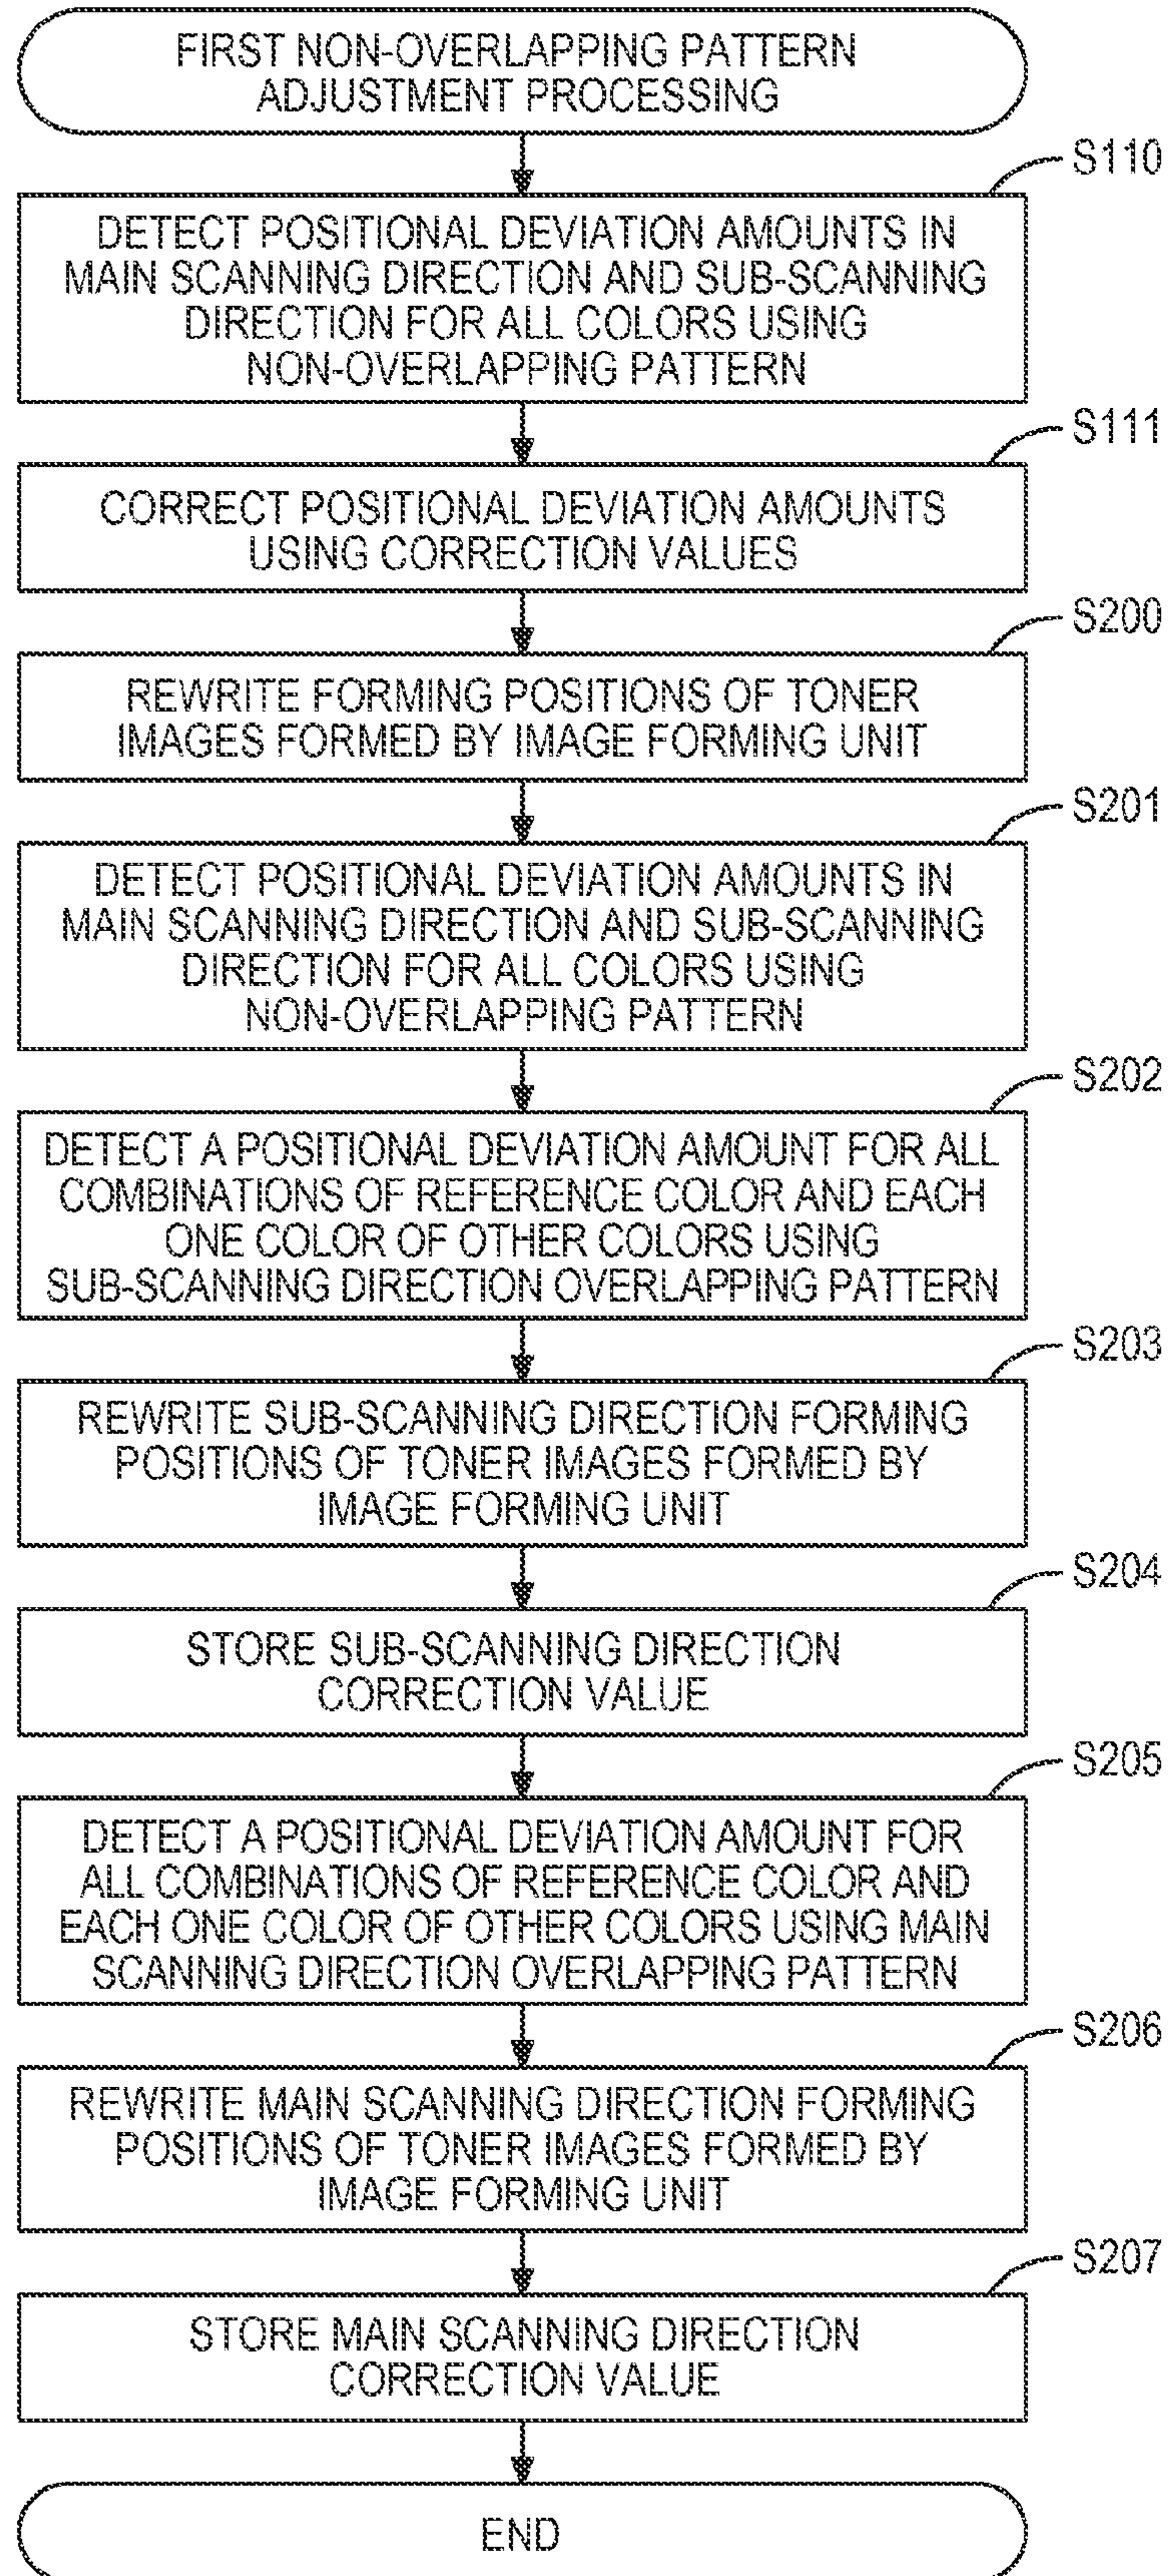 FIRST NON-OVERLAPPING PATTERN
ADJUSTMENT PROCESSING
S110
DETECT POSITIONAL DEVIATION AMOUNTS IN
MAIN SCANNING DIRECTION AND SUB-SCANNING
DIRECTION FOR ALL COLORS USING
NON-OVERLAPPING PATTERN
S111
CORRECT POSITIONAL DEVIATION AMOUNTS
USING CORRECTION VALUES
S200
REWRITE FORMING POSITIONS OF TONER
IMAGES FORMED BY IMAGE FORMING UNIT
S201
DETECT POSITIONAL DEVIATION AMOUNTS IN
MAIN SCANNING DIRECTION AND SUB-SCANNING
DIRECTION FOR ALL COLORS USING
NON-OVERLAPPING PATTERN
S202
DETECT A POSITIONAL DEVIATION AMOUNT FOR ALL
COMBINATIONS OF REFERENCE COLOR AND EACH
ONE COLOR OF OTHER COLORS USING
SUB-SCANNING DIRECTION OVERLAPPING PATTERN
S203
REWRITE SUB-SCANNING DIRECTION FORMING
POSITIONS OF TONER IMAGES FORMED BY
IMAGE FORMING UNIT
S204
STORE SUB-SCANNING DIRECTION
CORRECTION VALUE
S205
DETECT A POSITIONAL DEVIATION AMOUNT FOR
ALL COMBINATIONS OF REFERENCE COLOR AND
EACH ONE COLOR OF OTHER COLORS USING MAIN
SCANNING DIRECTION OVERLAPPING PATTERN
S206
REWRITE MAIN SCANNING DIRECTION FORMING
POSITIONS OF TONER IMAGES FORMED BY
IMAGE FORMING UNIT
S207
STORE MAIN SCANNING DIRECTION
CORRECTION VALUE
END